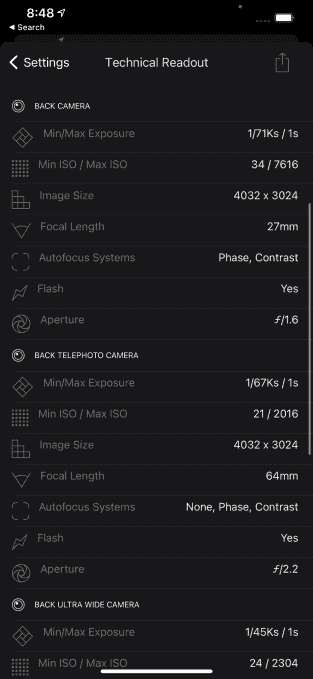 8:48
◀ Search
Settings Technical Readout
BACK CAMERA
Min/Max Exposure 1/71Ks / 1s
Min ISO / Max ISO 34 / 7616
Image Size 4032 x 3024
Focal Length 27mm
Autofocus Systems Phase, Contrast
Flash Yes
Aperture ƒ/1.6
BACK TELEPHOTO CAMERA
Min/Max Exposure 1/67Ks / 1s
Min ISO / Max ISO 21 / 2016
Image Size 4032 x 3024
Focal Length 64mm
Autofocus Systems None, Phase, Contrast
Flash Yes
Aperture ƒ/2.2
BACK ULTRA WIDE CAMERA
Min/Max Exposure 1/45Ks / 1s
Min ISO / Max ISO 24 / 2304